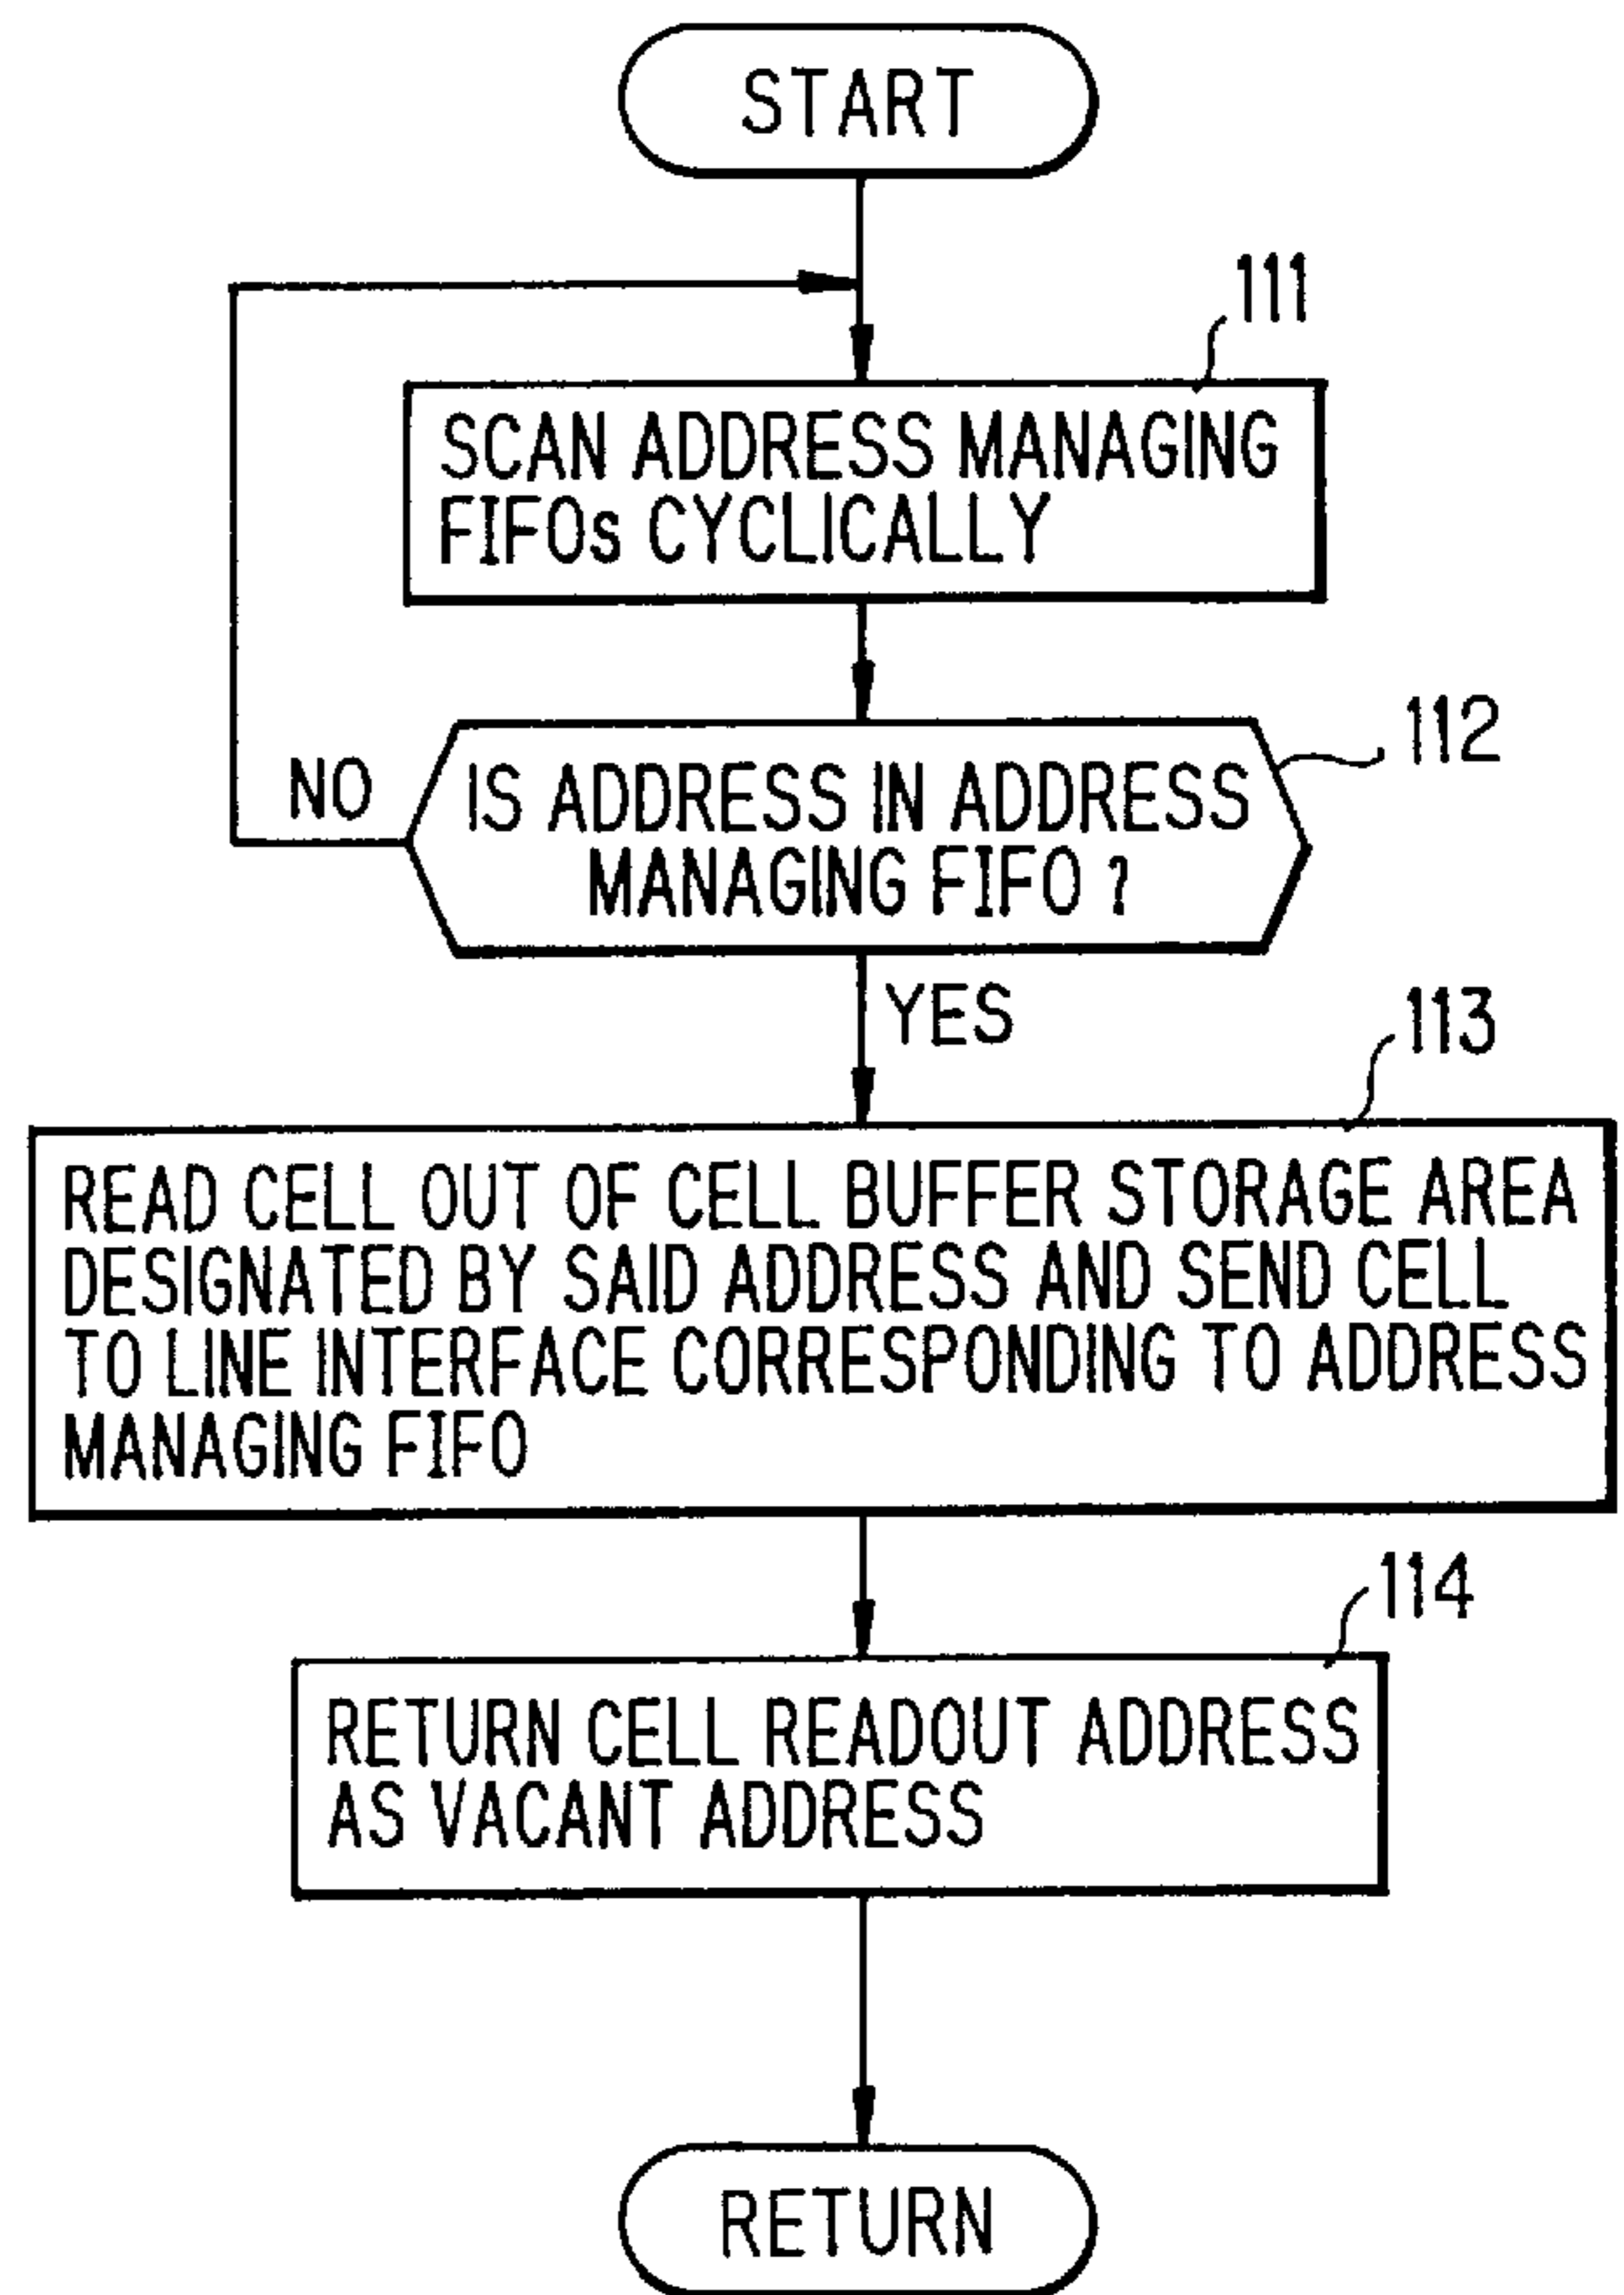 START
111
SCAN ADDRESS MANAGING
FIFOs CYCLICALLY
112
NO
IS ADDRESS IN ADDRESS
MANAGING FIFO ?
YES
113
READ CELL OUT OF CELL BUFFER STORAGE AREA
DESIGNATED BY SAID ADDRESS AND SEND CELL
TO LINE INTERFACE CORRESPONDING TO ADDRESS
MANAGING FIFO
114
RETURN CELL READOUT ADDRESS
AS VACANT ADDRESS
RETURN